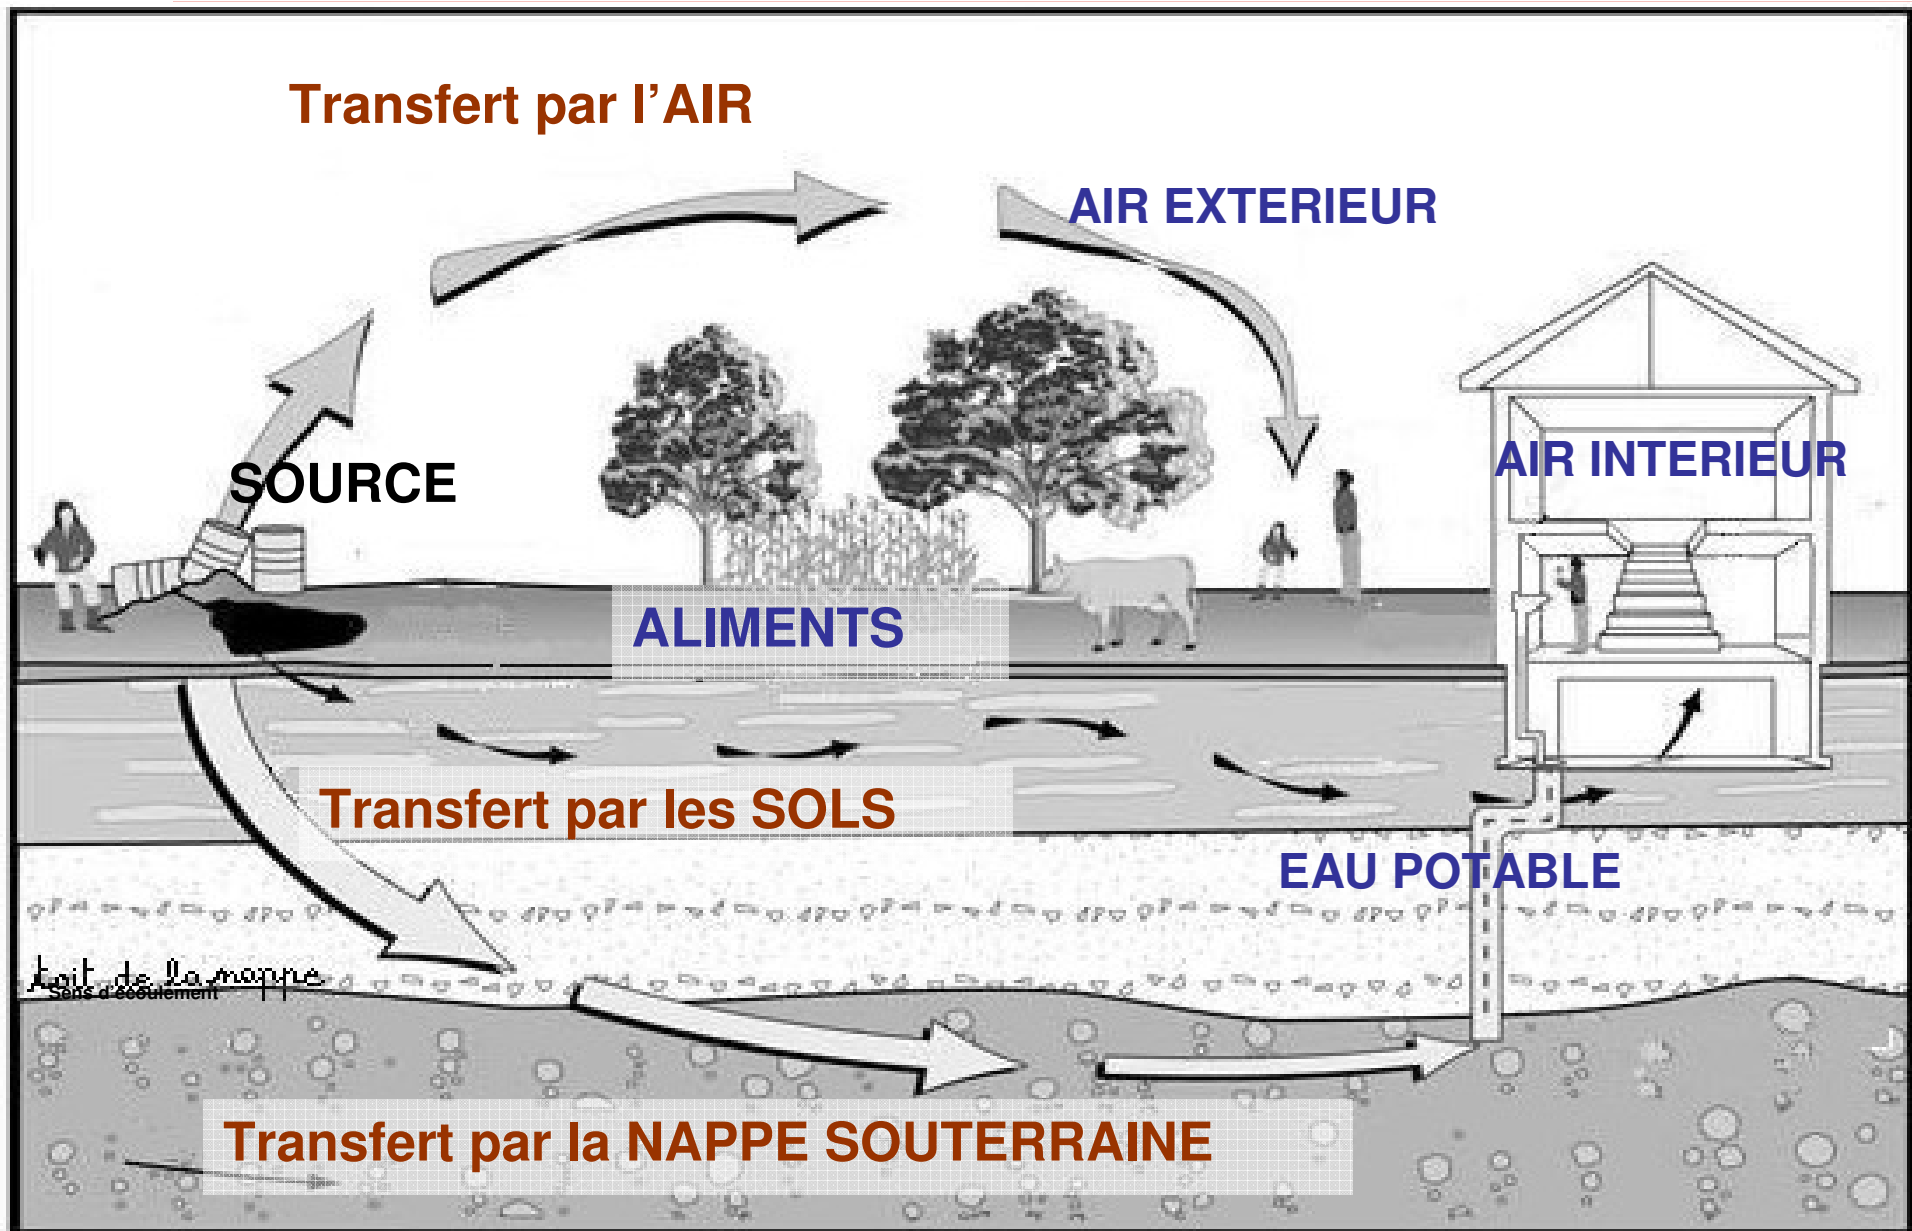 Transfert par l’AIR
AIR EXTERIEUR
AIR INTERIEUR
SOURCE
ALIMENTS
Transfert par les SOLS
EAU POTABLE
toit de la nappe
Sens d'écoulement
Transfert par la NAPPE SOUTERRAINE